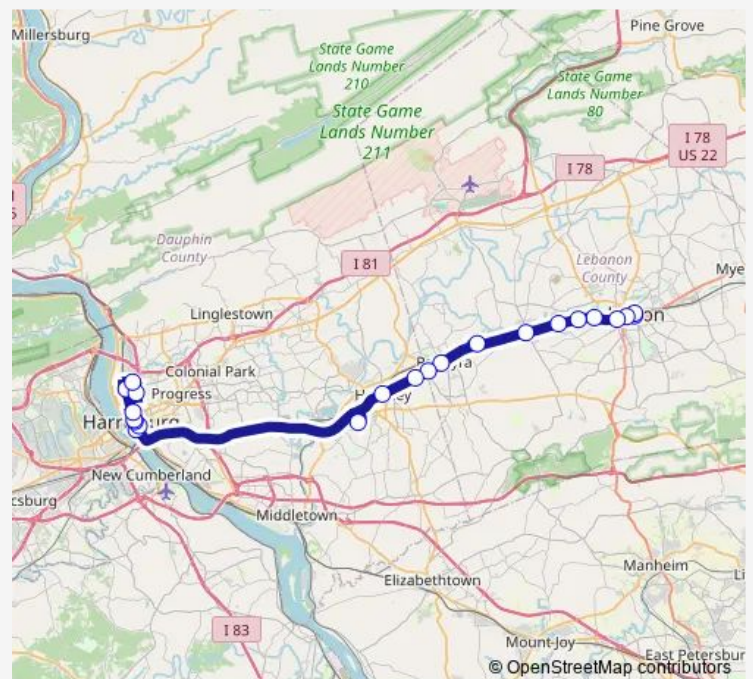 Millersburg
Pine Grove
State Game
Lands Number
210
State Game
Lands Number
80
State Game
Lands Number
211
I 78
US 22
I 78
Dauphin
County
Lebanon
County
I 81
Linglestown
Colonial Park
Progress
New Cumberland
Middletown
Elizabethtown
Manheim
I 83
Mount-Joy
East Petersbur
© OpenStreetMap contributors